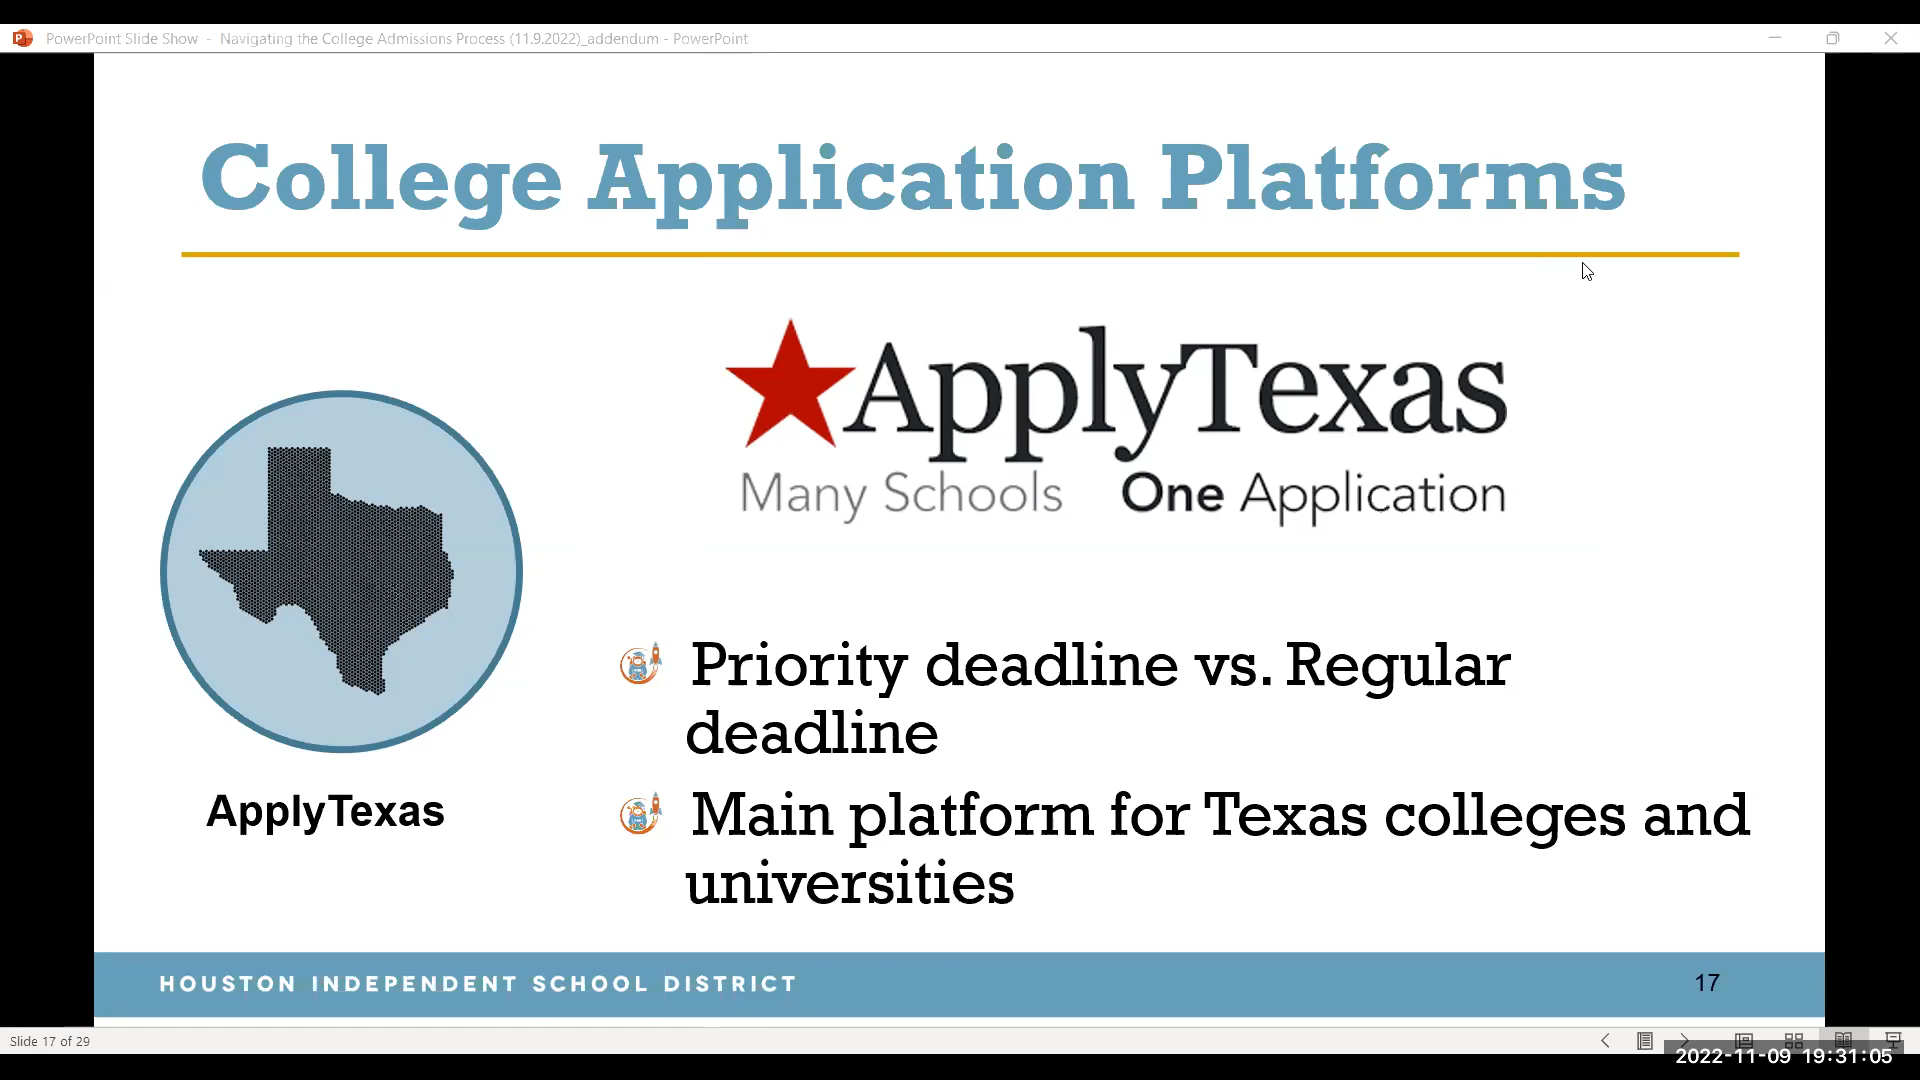 PowerPoint Slide Show - Navigating the College Admissions Process (11.9.2022)_addendum - PowerPoint
College Application Platforms
ApplyTexas
Many Schools One Application
ApplyTexas
Priority deadline vs. Regular
deadline
Main platform for Texas colleges and
universities
HOUSTON INDEPENDENT SCHOOL DISTRICT
17
Slide 17 of 29
2022-11-09 19:31:05